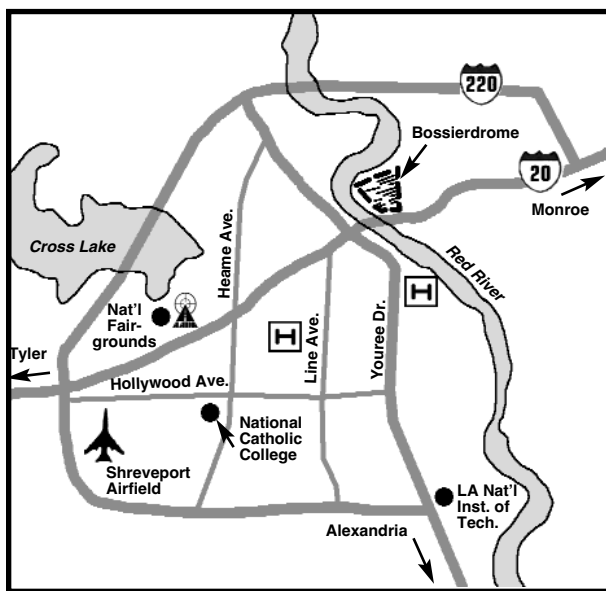 220
Bossierdrome
20
Monroe
Cross Lake
Hearne Ave.
Red River
Nat'l
Fair-
grounds
H
H
Line Ave.
Youree Dr.
Tyler
Hollywood Ave.
National
Catholic
College
Shreveport
Airfield
LA Nat'l
Inst. of
Tech.
Alexandria